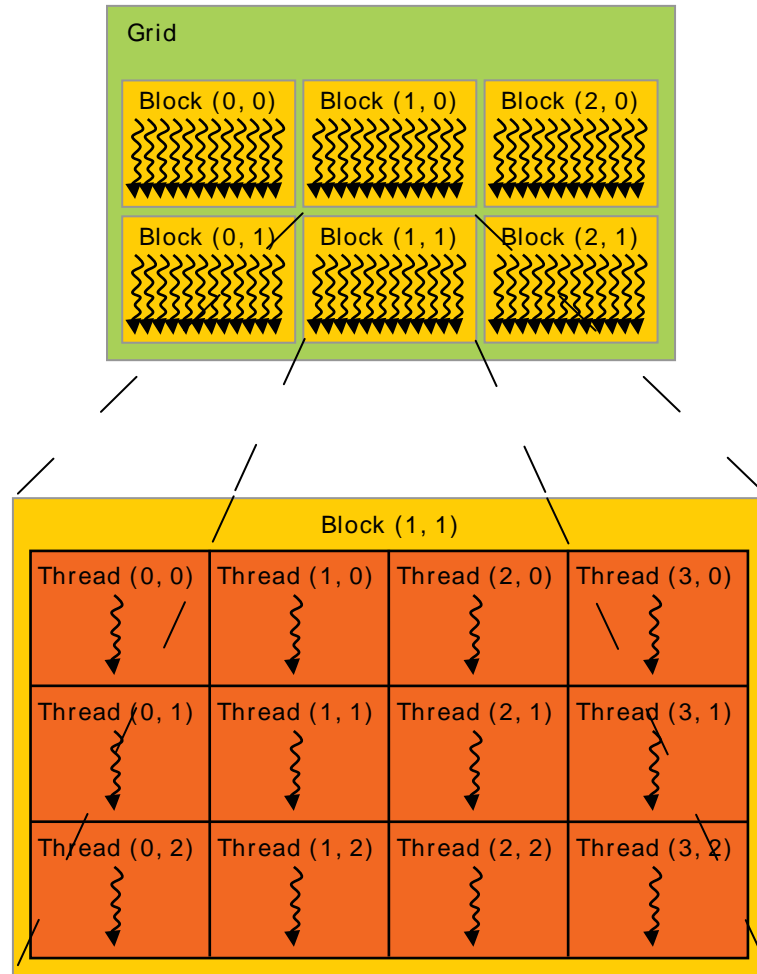 Grid
Block (0, 0) Block (1, 0) Block (2, 0)
Block (0, 1) Block (1, 1) Block (2, 1)
Block (1, 1)
Thread (0, 0) Thread (1, 0) Thread (2, 0) Thread (3, 0)
Thread (0, 1) Thread (1, 1) Thread (2, 1) Thread (3, 1)
Thread (0, 2) Thread (1, 2) Thread (2, 2) Thread (3, 2)